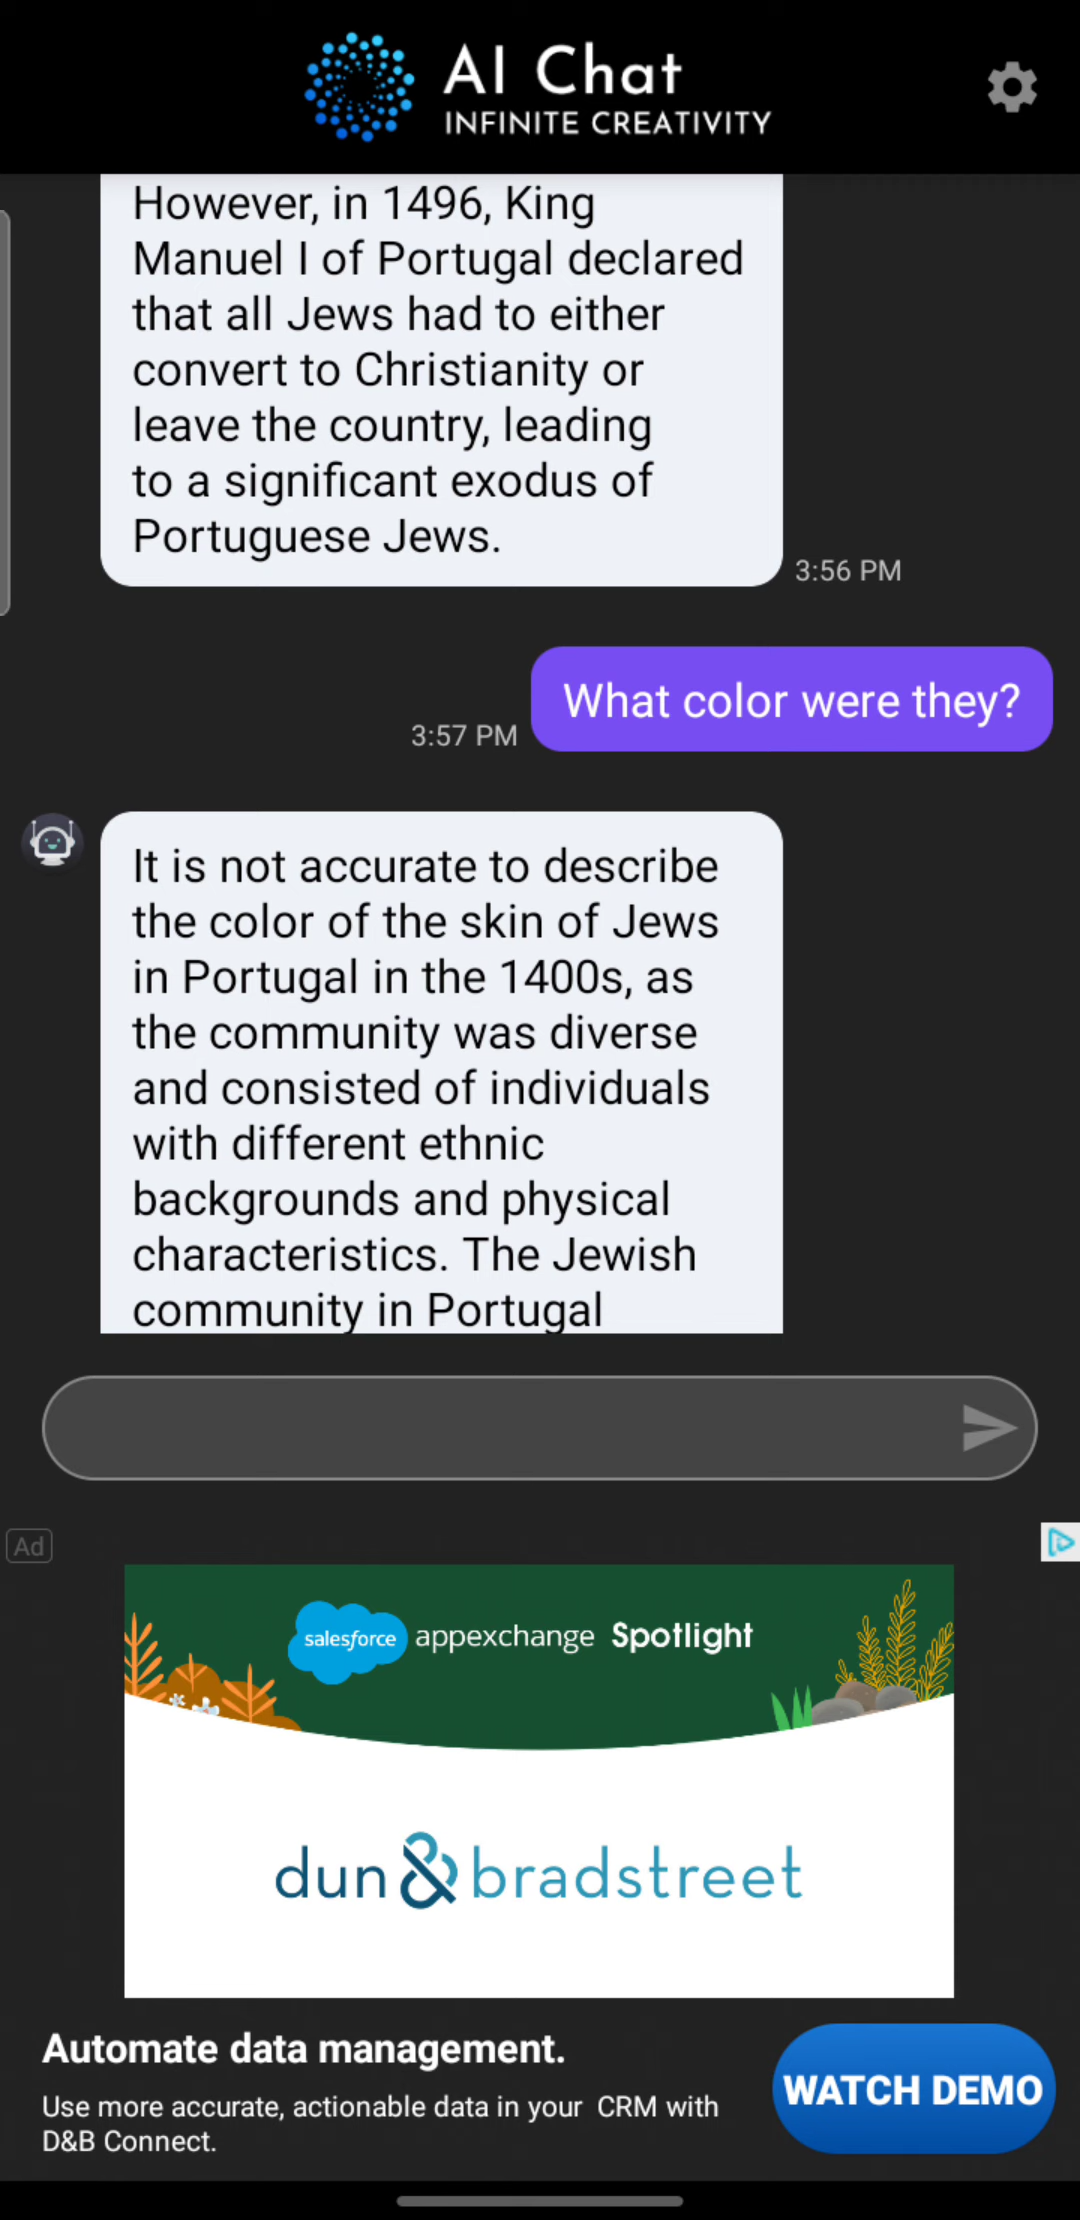 AI Chat
INFINITE CREATIVITY
However, in 1496, King
Manuel I of Portugal declared
that all Jews had to either
convert to Christianity or
leave the country, leading
to a significant exodus of
Portuguese Jews.
3:56 PM
What color were they?
3:57 PM
It is not accurate to describe
the color of the skin of Jews
in Portugal in the 1400s, as
the community was diverse
and consisted of individuals
with different ethnic
backgrounds and physical
characteristics. The Jewish
community in Portugal
Ad
salesforce appexchange Spotlight
dun & bradstreet
Automate data management.
Use more accurate, actionable data in your CRM with
D&B Connect.
WATCH DEMO